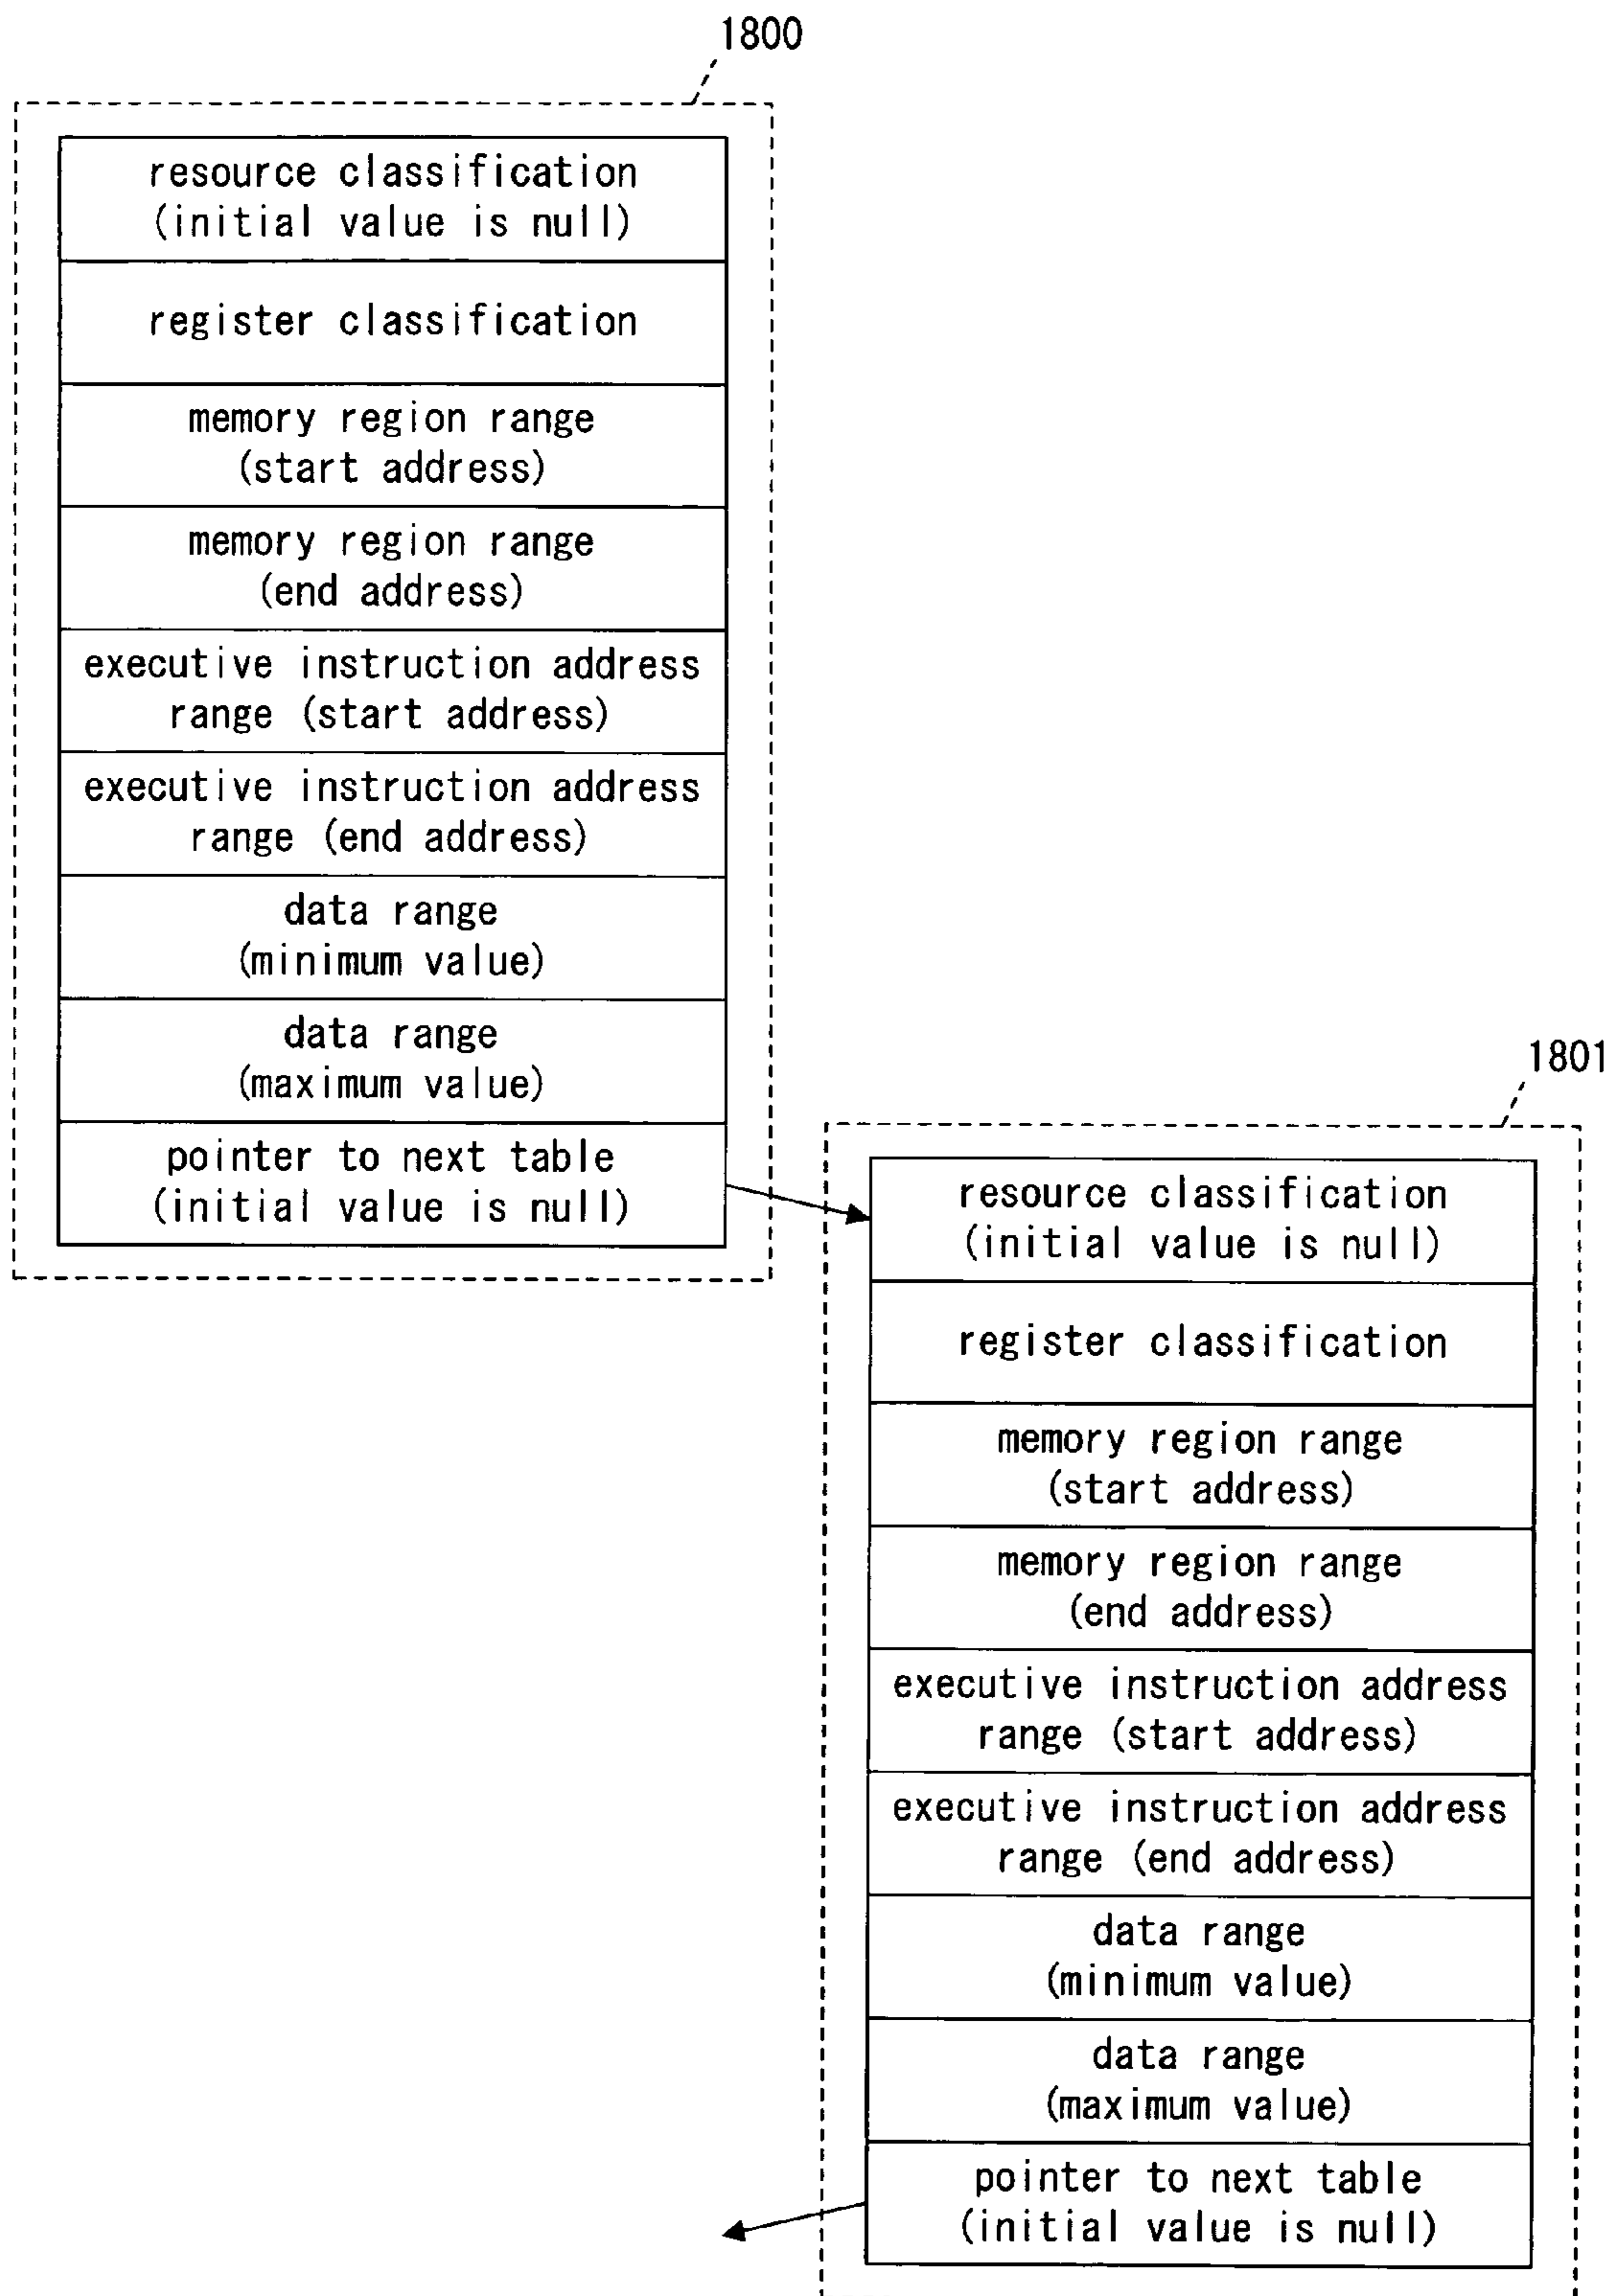 1800
resource classification
(initial value is null)
register classification
memory region range
(start address)
memory region range
(end address)
executive instruction address
range (start address)
executive instruction address
range (end address)
data range
(minimum value)
data range
(maximum value)
pointer to next table
(initial value is null)
1801
resource classification
(initial value is null)
register classification
memory region range
(start address)
memory region range
(end address)
executive instruction address
range (start address)
executive instruction address
range (end address)
data range
(minimum value)
data range
(maximum value)
pointer to next table
(initial value is null)